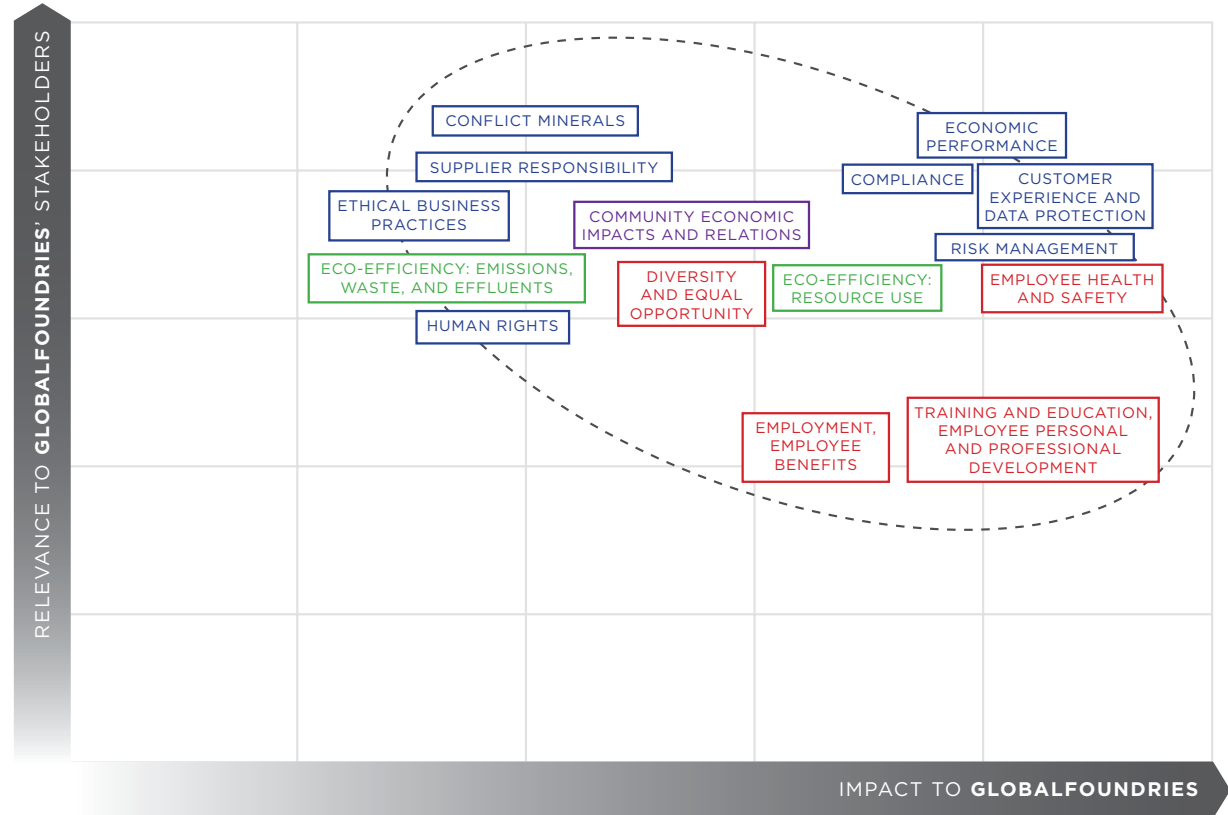 RELEVANCE TO GLOBALFOUNDRIES' STAKEHOLDERS
CONFLICT MINERALS
ECONOMIC
PERFORMANCE
SUPPLIER RESPONSIBILITY
COMPLIANCE
CUSTOMER
EXPERIENCE AND
DATA PROTECTION
ETHICAL BUSINESS
PRACTICES
COMMUNITY ECONOMIC
IMPACTS AND RELATIONS
RISK MANAGEMENT
ECO-EFFICIENCY: EMISSIONS,
WASTE, AND EFFLUENTS
DIVERSITY
AND EQUAL
OPPORTUNITY
ECO-EFFICIENCY:
RESOURCE USE
EMPLOYEE HEALTH
AND SAFETY
HUMAN RIGHTS
EMPLOYMENT,
EMPLOYEE
BENEFITS
TRAINING AND EDUCATION,
EMPLOYEE PERSONAL
AND PROFESSIONAL
DEVELOPMENT
IMPACT TO GLOBALFOUNDRIES